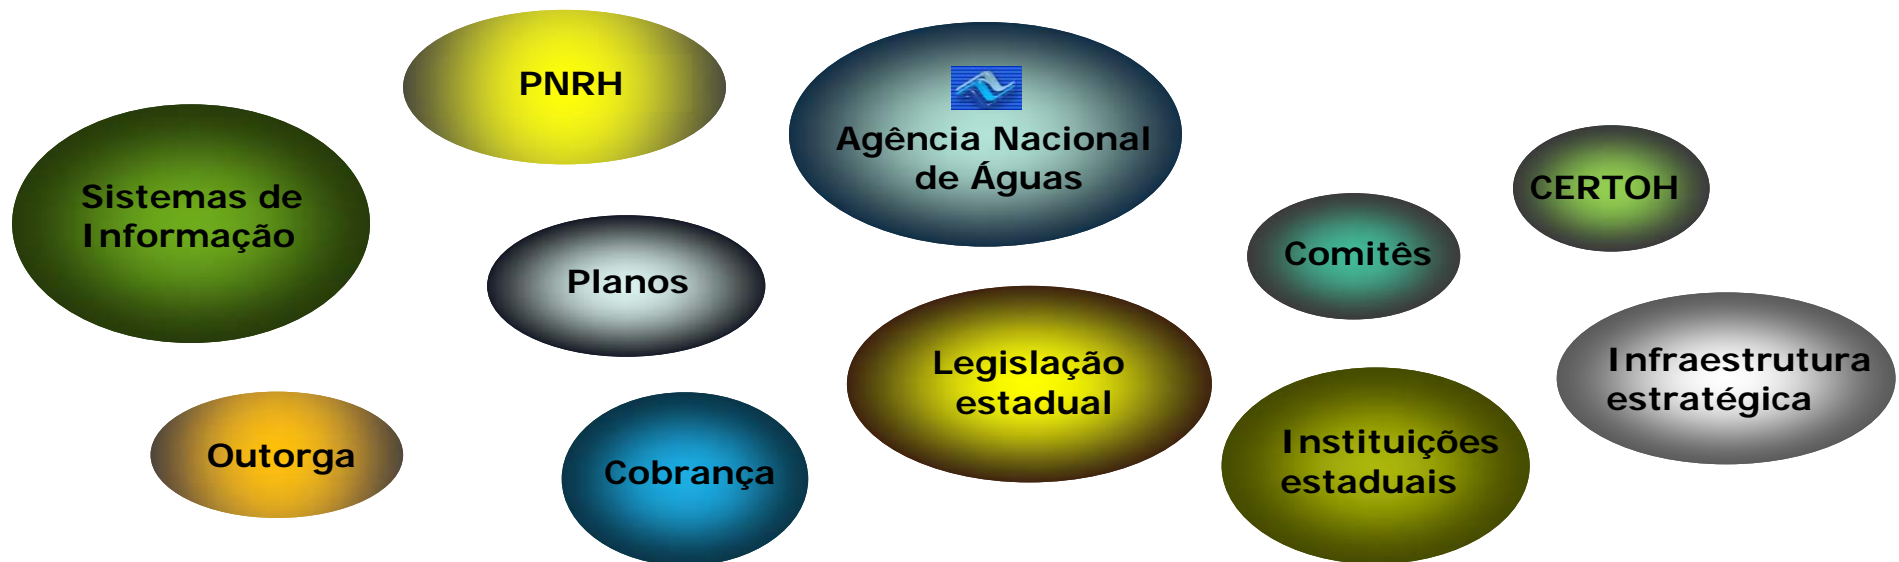 PNRH
Agência Nacional
de Águas
CERTOH
Sistemas de
Informação
Comitês
Planos
Legislação
estadual
Infraestrutura
estratégica
Outorga
Cobrança
Instituições
estaduais